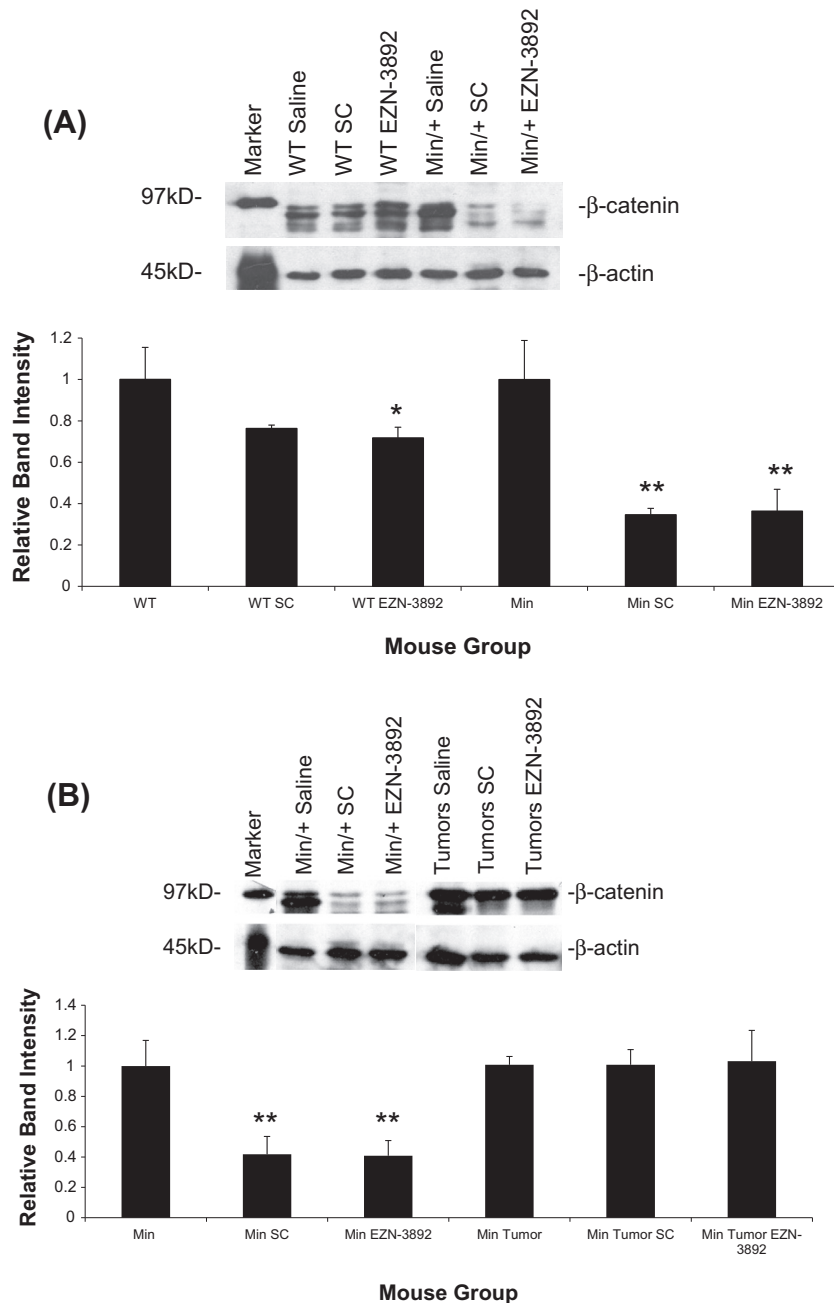 (A)
Marker
WT Saline
WT SC
WT EZN-3892
Min/+ Saline
Min/+ SC
Min/+ EZN-3892
97kD-
-β-catenin
45kD-
-β-actin
Relative Band Intensity
1.2
1
0.8
0.6
0.4
0.2
0
*
**
**
WT
WT SC
WT EZN-3892
Min
Min SC
Min EZN-3892
Mouse Group
(B)
Marker
Min/+ Saline
Min/+ SC
Min/+ EZN-3892
Tumors Saline
Tumors SC
Tumors EZN-3892
97kD-
-β-catenin
45kD-
-β-actin
Relative Band Intensity
1.4
1.2
1
0.8
0.6
0.4
0.2
0
**
**
Min
Min SC
Min EZN-3892
Min Tumor
Min Tumor SC
Min Tumor EZN-
3892
Mouse Group